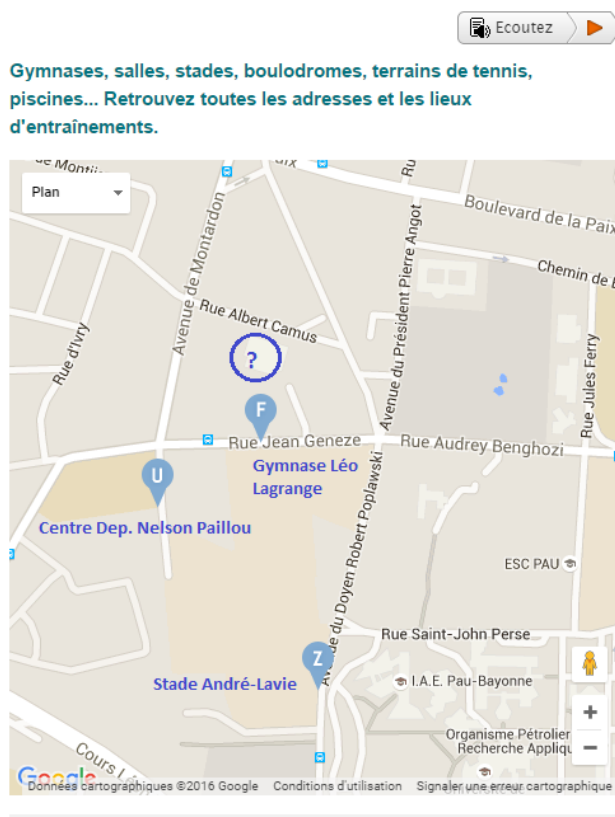 Ecoutez
Gymnases, salles, stades, boulodromes, terrains de tennis,
piscines... Retrouvez toutes les adresses et les lieux
d'entraînements.
Plan
Boulevard de la Paix
Avenue de Montardon
Avenue du Président Pierre Angot
Rue Albert Camus
Rue d'Ivry
?
Rue Jules Ferry
F
Rue Jean Geneze
Rue Audrey Benghozi
Gymnase Léo
Lagrange
U
Centre Dep. Nelson Paillou
Avenue du Doyen Robert Poplawski
ESC PAU
Rue Saint-John Perse
Z
Stade André-Lavie
I.A.E. Pau-Bayonne
+
Organisme Pétrolier
Recherche
−
Cours
Google
Données cartographiques ©2016 Google Conditions d'utilisation Signaler une erreur cartographique